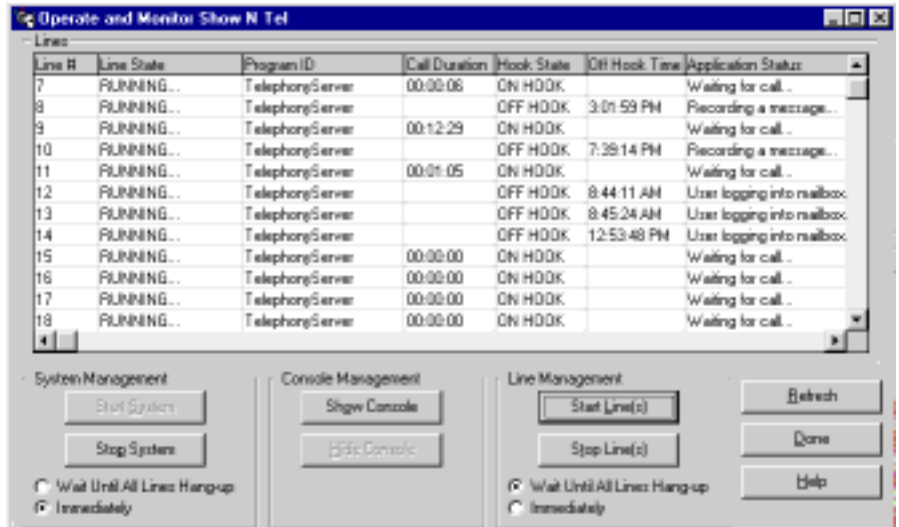 Operate and Monitor Show N Tel
Lines
Line # Line State Program ID Call Duration Hook State Off Hook Time Application Status
7 RUNNING... TelephonyServer 00:00:06 ON HOOK Waiting for call...
8 RUNNING... TelephonyServer OFF HOOK 3:01:59 PM Recording a message...
9 RUNNING... TelephonyServer 00:12:29 ON HOOK Waiting for call...
10 RUNNING... TelephonyServer OFF HOOK 7:39:14 PM Recording a message...
11 RUNNING... TelephonyServer 00:01:05 ON HOOK Waiting for call...
12 RUNNING... TelephonyServer OFF HOOK 8:44:11 AM User logging into mailbox.
13 RUNNING... TelephonyServer OFF HOOK 8:45:24 AM User logging into mailbox.
14 RUNNING... TelephonyServer OFF HOOK 12:53:48 PM User logging into mailbox.
15 RUNNING... TelephonyServer 00:00:00 ON HOOK Waiting for call...
16 RUNNING... TelephonyServer 00:00:00 ON HOOK Waiting for call...
17 RUNNING... TelephonyServer 00:00:00 ON HOOK Waiting for call...
18 RUNNING... TelephonyServer 00:00:00 ON HOOK Waiting for call...
System Management Console Management Line Management
Start System Show Console Start Line(s) Refresh
Stop System Hide Console Stop Line(s) Done
Wait Until All Lines Hang-up Wait Until All Lines Hang-up Help
Immediately Immediately